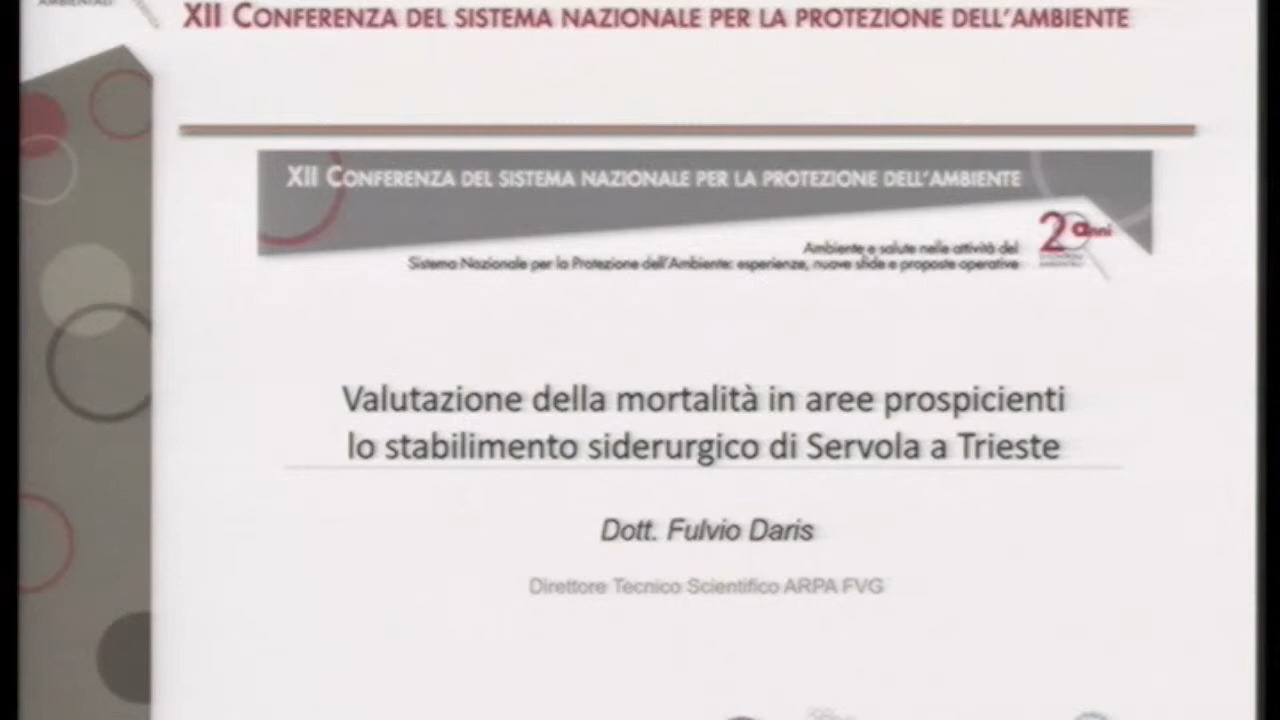 AMBIENTALI
XII CONFERENZA DEL SISTEMA NAZIONALE PER LA PROTEZIONE DELL'AMBIENTE
XII CONFERENZA DEL SISTEMA NAZIONALE PER LA PROTEZIONE DELL'AMBIENTE
20anni
Ambiente e salute nelle attività del
Sistema Nazionale per la Protezione dell'Ambiente: esperienze, nuove sfide e proposte operative
Valutazione della mortalità in aree prospicienti
lo stabilimento siderurgico di Servola a Trieste
Dott. Fulvio Daris
Direttore Tecnico Scientifico ARPA FVG